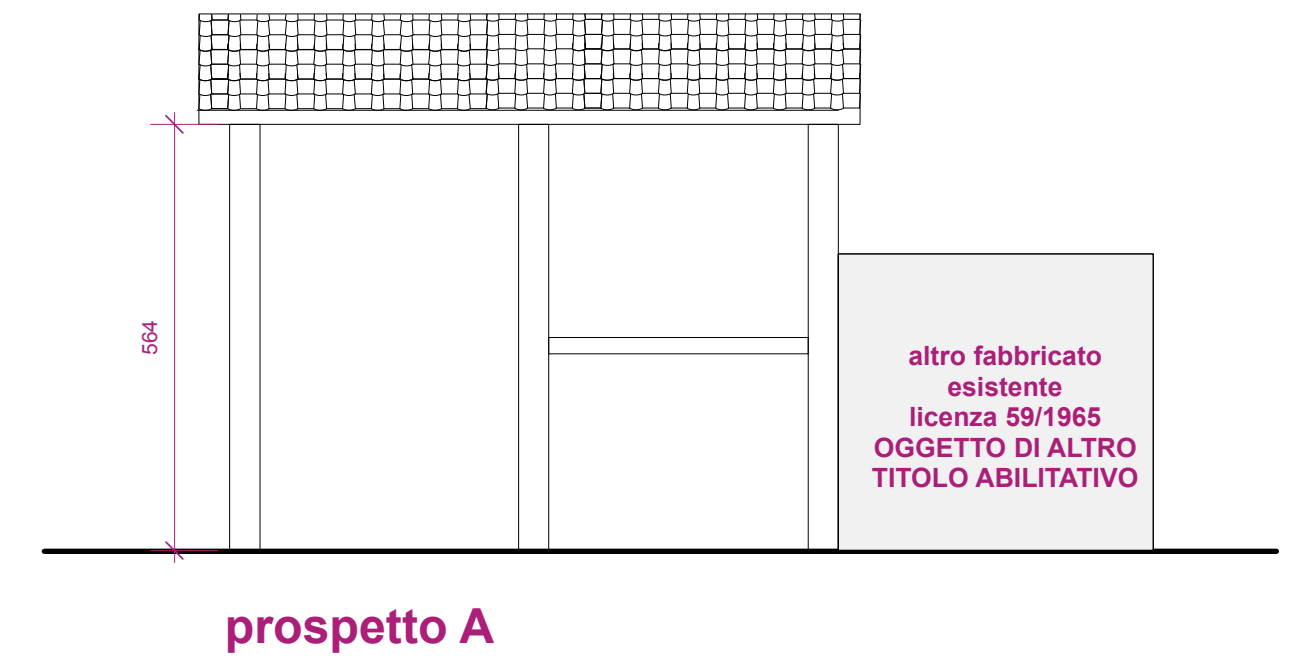 564
altro fabbricato
esistente
licenza 59/1965
OGGETTO DI ALTRO
TITOLO ABILITATIVO
prospetto A